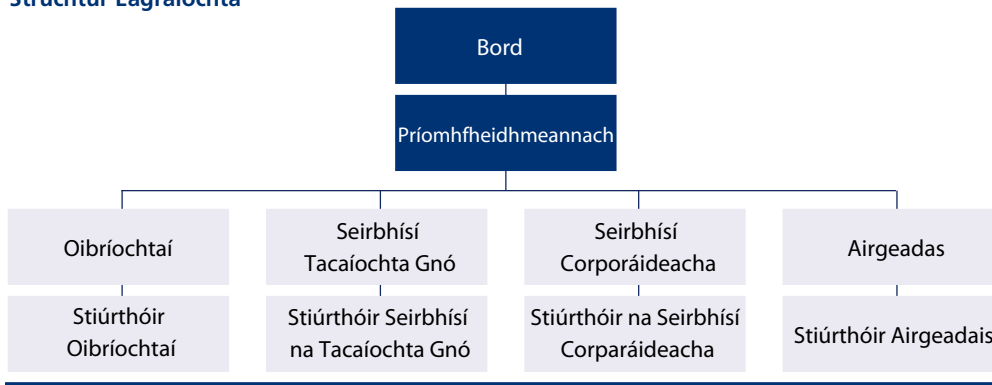 Struchtúr Eagraíochta
Bord
Príomhfheidhmeannach
Oibríochtaí
Seirbhísí
Tacaíochta Gnó
Seirbhísí
Corporáideacha
Airgeadas
Stiúrthóir
Oibríochtaí
Stiúrthóir Seirbhísí
na Tacaíochta Gnó
Stiúrthóir na Seirbhísí
Corparáideacha
Stiúrthóir Airgeadais